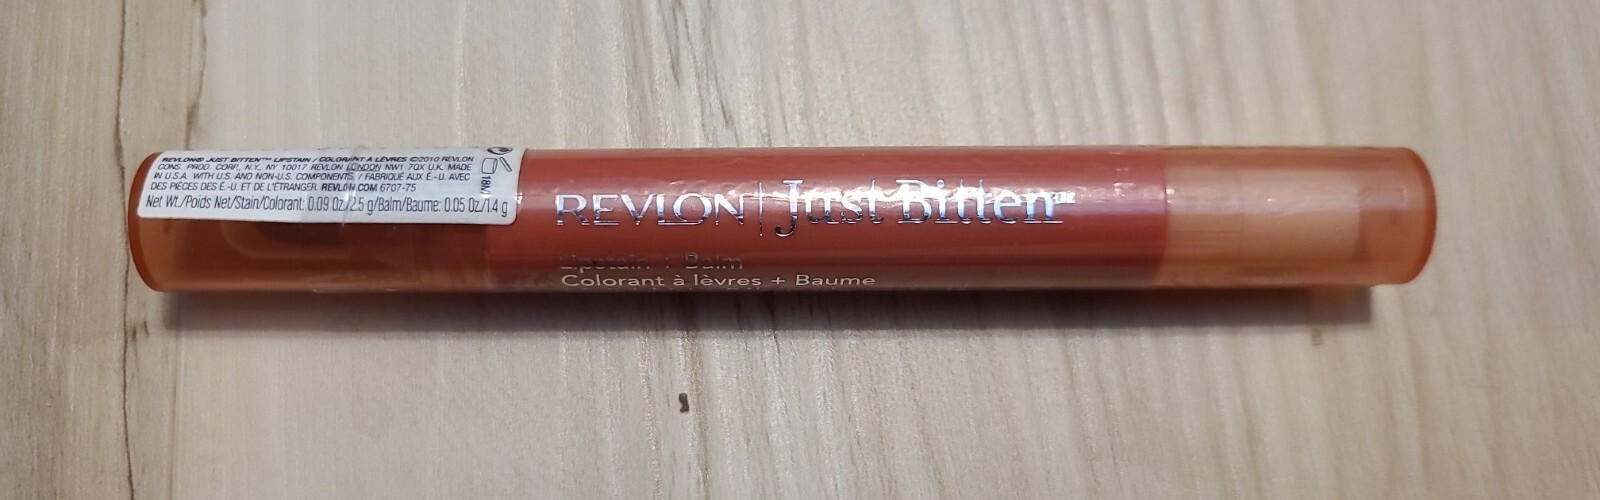 REVLON® JUST BITTEN™ LIPSTAIN / COLORANT À LÈVRES ©2010 REVLON
CONS. PROD. CORP., N.Y., NY 10017 REVLON LONDON NW1 7QX U.K. MADE
IN U.S.A. WITH U.S. AND NON-U.S. COMPONENTS. / FABRIQUÉ AUX É.-U. AVEC
DES PIÈCES DES É.-U. ET DE L'ÉTRANGER. REVLON.COM 6707-75
Net Wt./Poids Net/Stain/Colorant: 0.09 Oz./2.5 g/Balm/Baume: 0.05 Oz/1.4 g
18M
REVLON | Just Bitten™
Lipstain + Balm
Colorant à lèvres + Baume